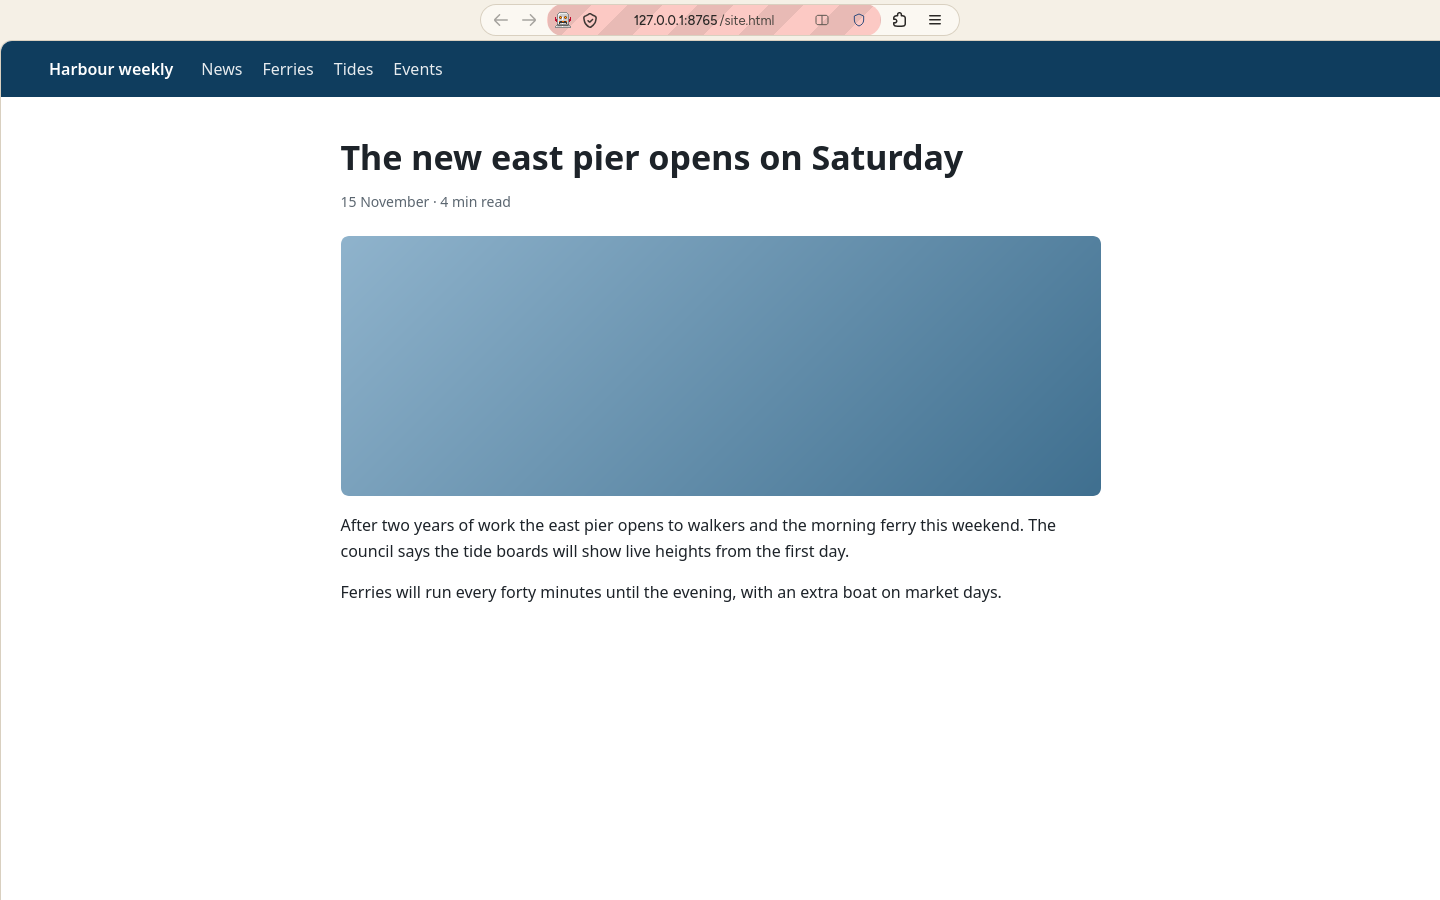 127.0.0.1:8765/site.html
Harbour weekly News Ferries Tides Events
The new east pier opens on Saturday
15 November · 4 min read
After two years of work the east pier opens to walkers and the morning ferry this weekend. The
council says the tide boards will show live heights from the first day.
Ferries will run every forty minutes until the evening, with an extra boat on market days.